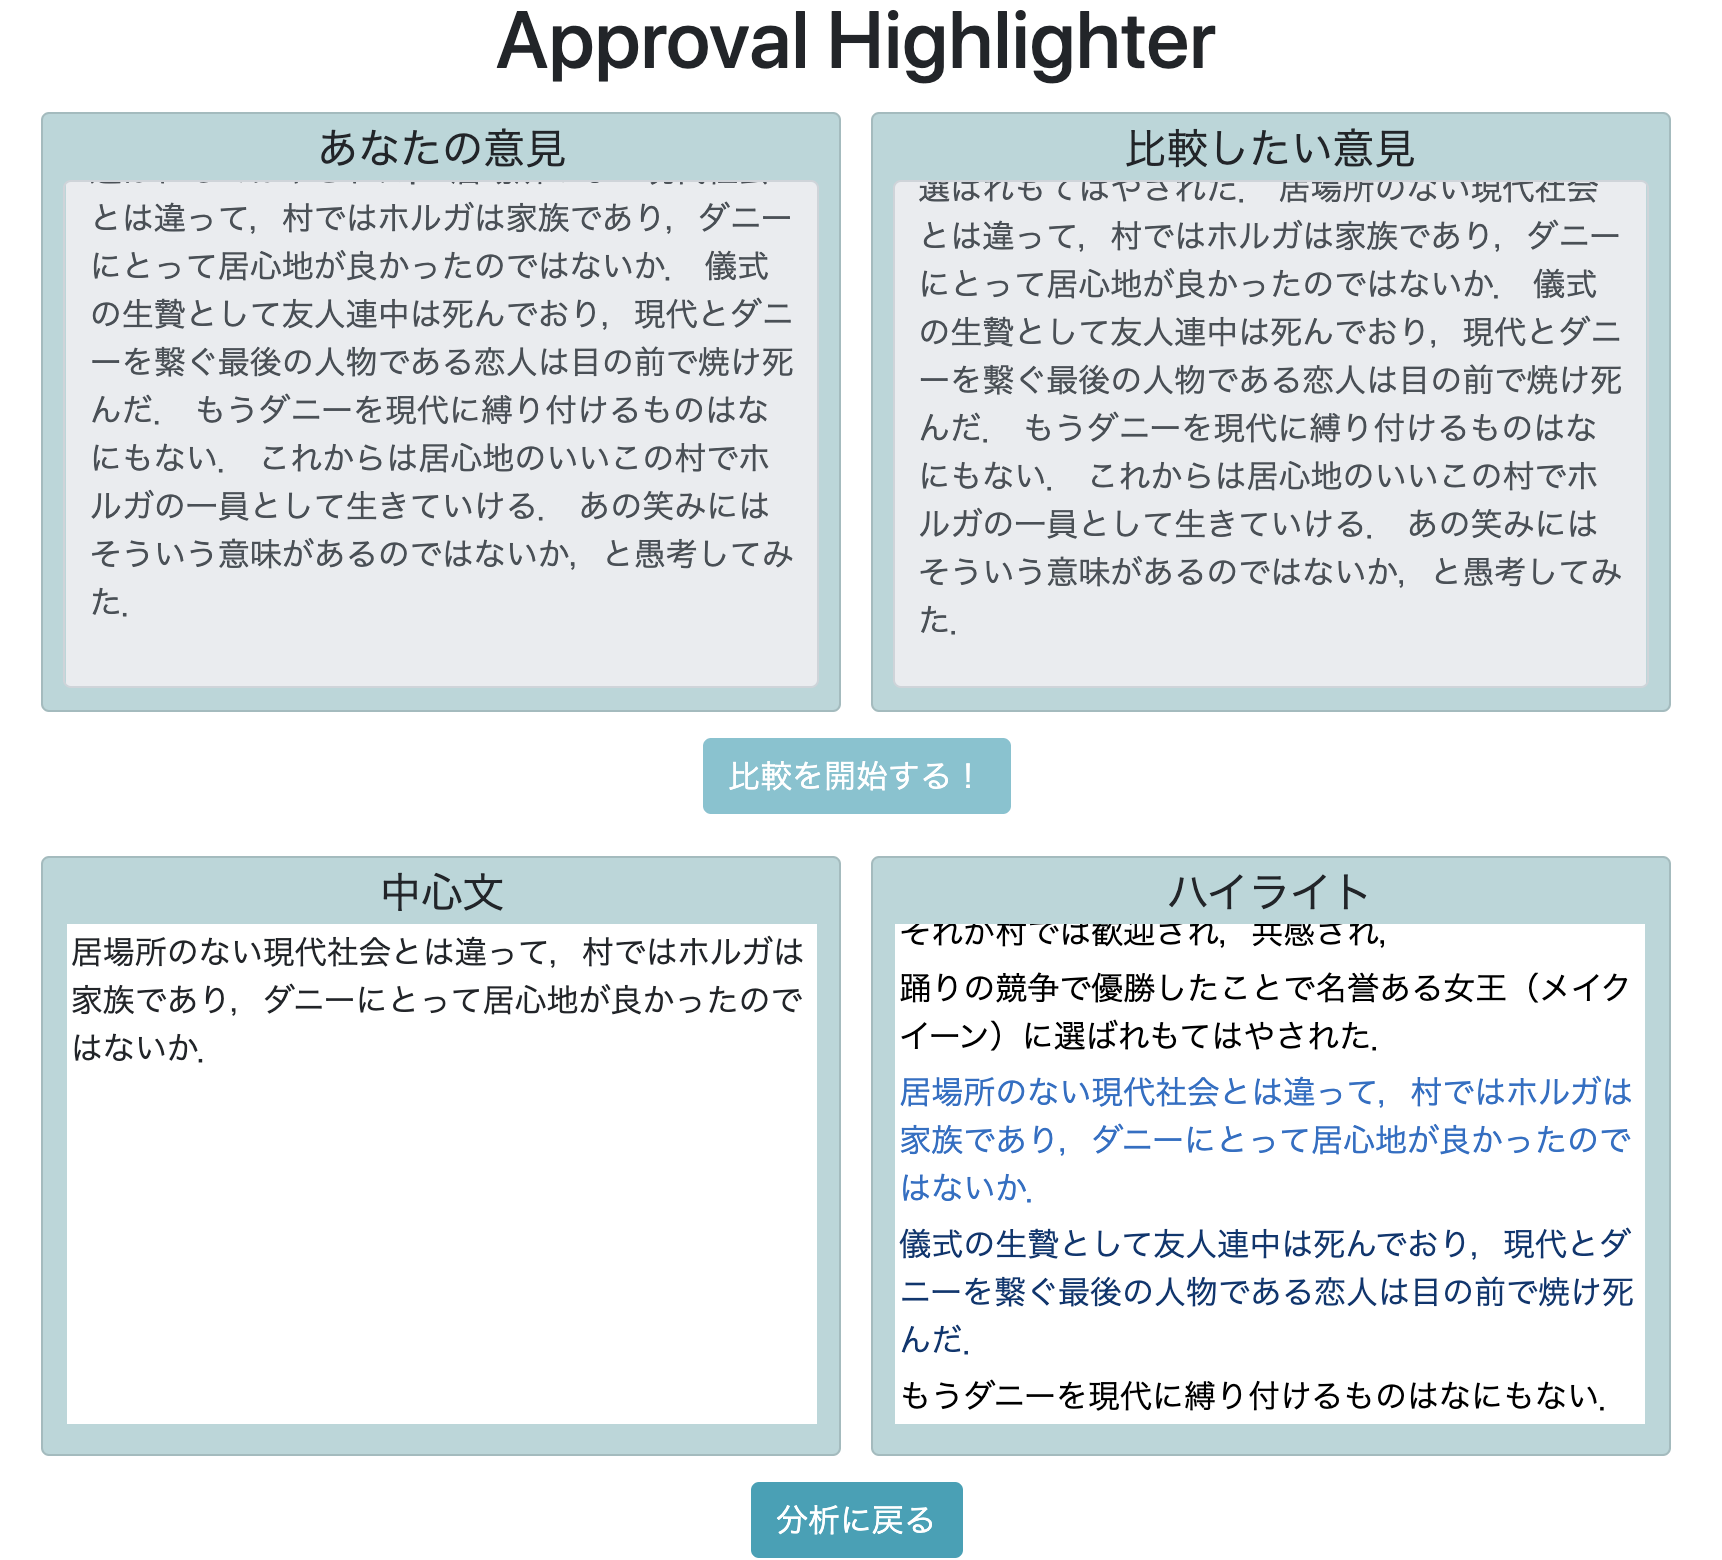 Approval Highlighter
あなたの意見
とは違って，村ではホルガは家族であり，ダニー
にとって居心地が良かったのではないか． 儀式
の生贄として友人連中は死んでおり，現代とダニ
ーを繋ぐ最後の人物である恋人は目の前で焼け死
んだ． もうダニーを現代に縛り付けるものはな
にもない． これからは居心地のいいこの村でホ
ルガの一員として生きていける． あの笑みには
そういう意味があるのではないか，と愚考してみ
た．
比較したい意見
選ばれもてはやされた． 居場所のない現代社会
とは違って，村ではホルガは家族であり，ダニー
にとって居心地が良かったのではないか． 儀式
の生贄として友人連中は死んでおり，現代とダニ
ーを繋ぐ最後の人物である恋人は目の前で焼け死
んだ． もうダニーを現代に縛り付けるものはな
にもない． これからは居心地のいいこの村でホ
ルガの一員として生きていける． あの笑みには
そういう意味があるのではないか，と愚考してみ
た．
比較を開始する！
中心文
居場所のない現代社会とは違って，村ではホルガは
家族であり，ダニーにとって居心地が良かったので
はないか．
ハイライト
それが村では歓迎され，共感され，
踊りの競争で優勝したことで名誉ある女王（メイク
イーン）に選ばれもてはやされた．
居場所のない現代社会とは違って，村ではホルガは
家族であり，ダニーにとって居心地が良かったので
はないか．
儀式の生贄として友人連中は死んでおり，現代とダ
ニーを繋ぐ最後の人物である恋人は目の前で焼け死
んだ．
もうダニーを現代に縛り付けるものはなにもない．
分析に戻る